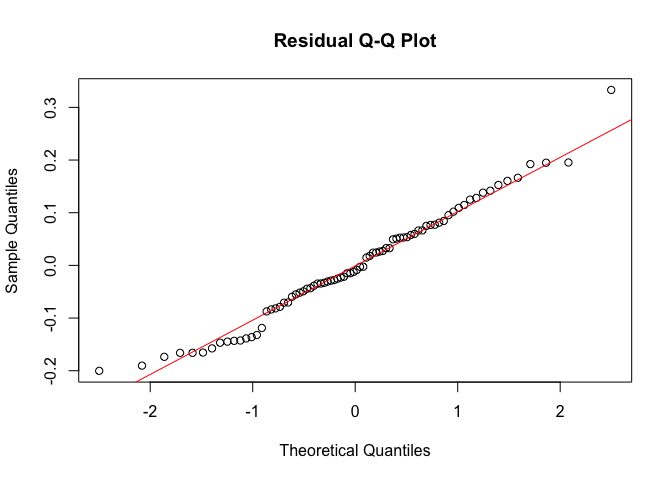 Residual Q-Q Plot
Sample Quantiles
0.3
0.2
0.1
0.0
-0.1
-0.2
-2 -1 0 1 2
Theoretical Quantiles